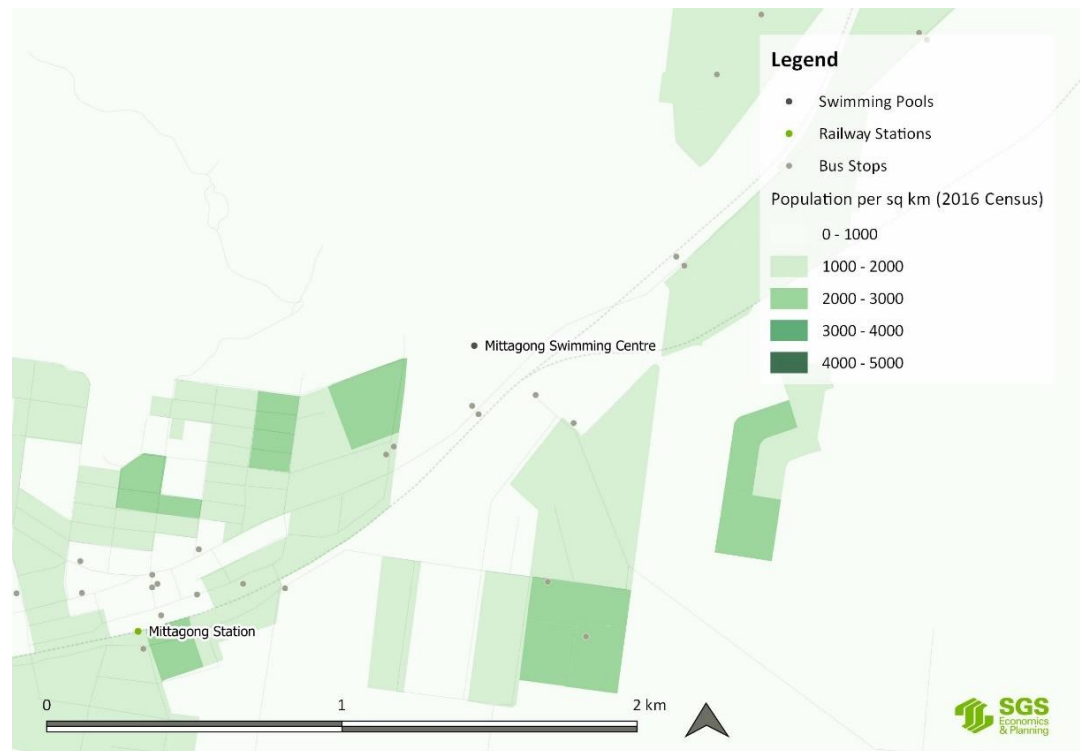 Legend
Swimming Pools
Railway Stations
Bus Stops
Population per sq km (2016 Census)
0 - 1000
1000 - 2000
2000 - 3000
3000 - 4000
4000 - 5000
Mittagong Swimming Centre
Mittagong Station
0 1 2 km
SGS
Economics
& Planning